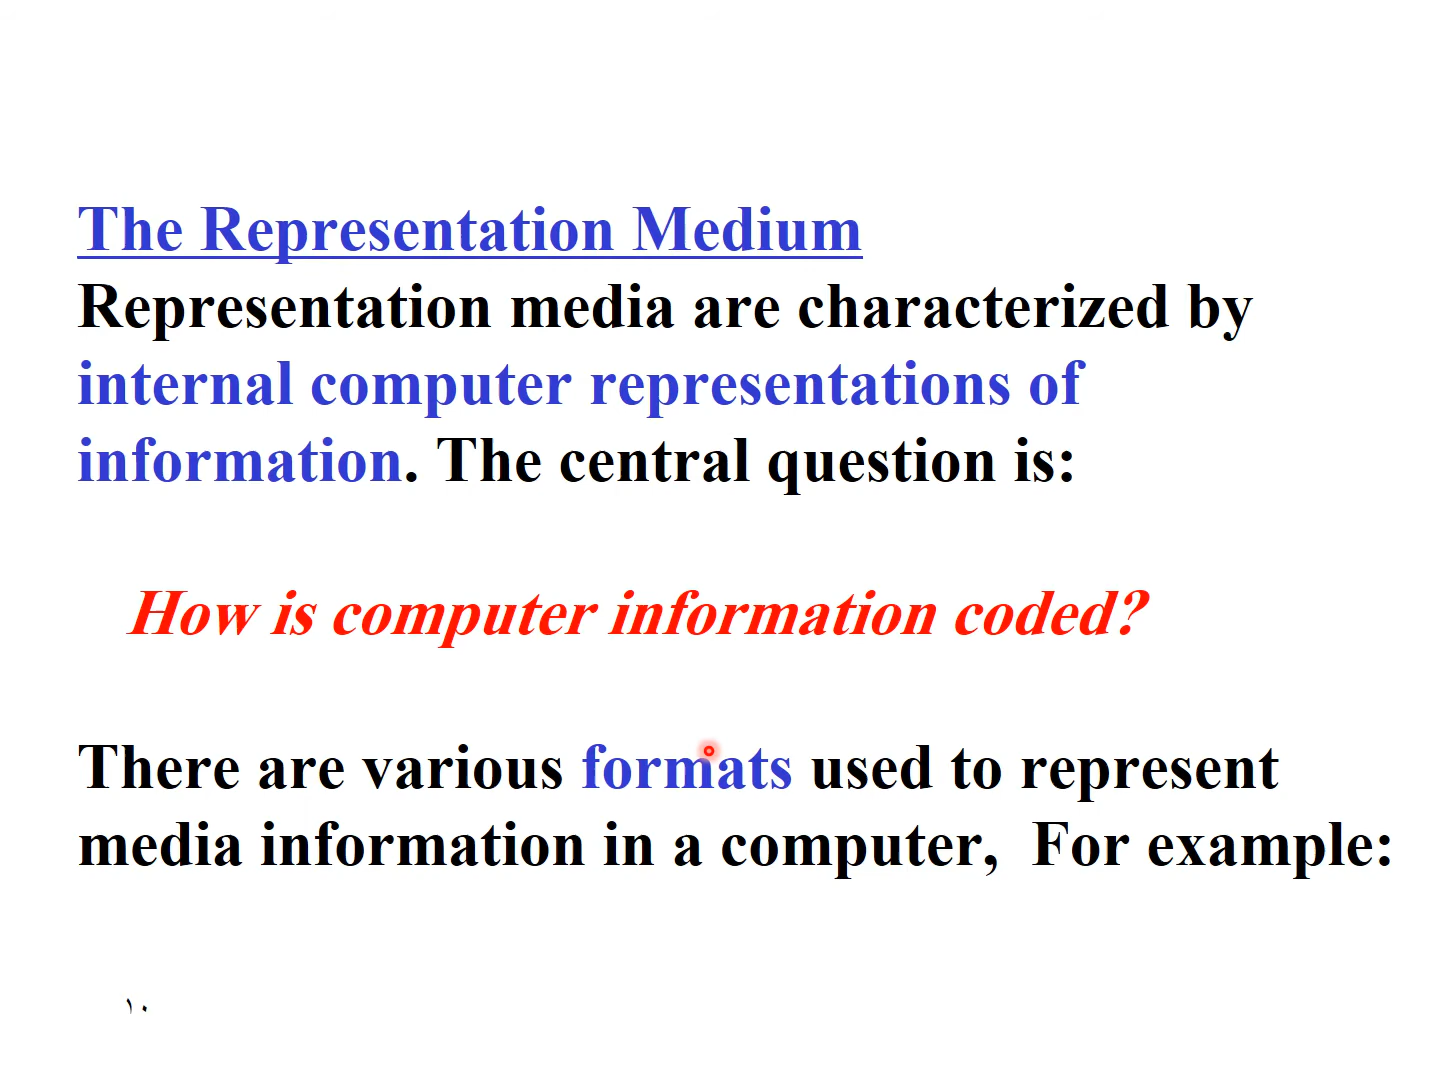 The Representation Medium
Representation media are characterized by
internal computer representations of
information. The central question is:
How is computer information coded?
There are various formats used to represent
media information in a computer,  For example:
١٠